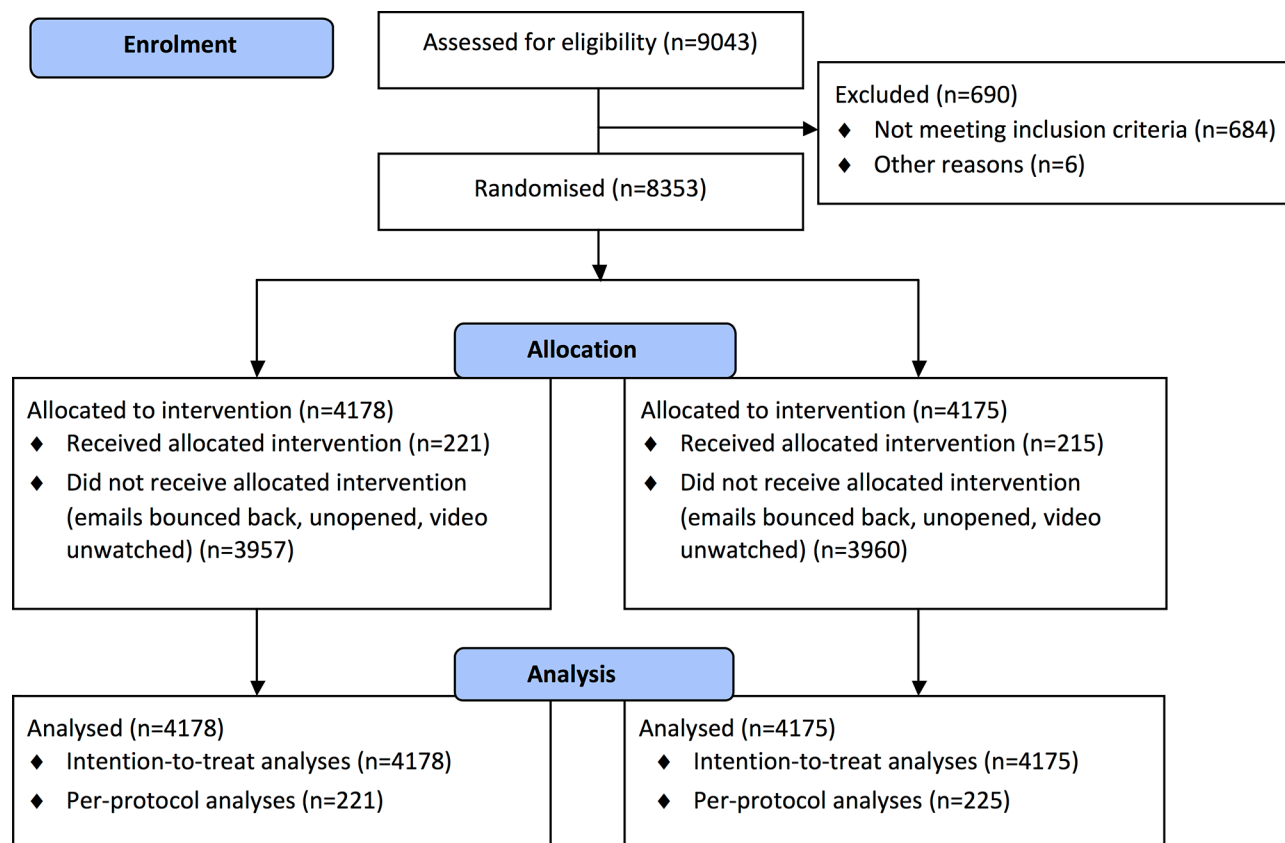 Enrolment
Assessed for eligibility (n=9043)
Excluded (n=690)
♦ Not meeting inclusion criteria (n=684)
♦ Other reasons (n=6)
Randomised (n=8353)
Allocation
Allocated to intervention (n=4178)
♦ Received allocated intervention (n=221)
♦ Did not receive allocated intervention
(emails bounced back, unopened, video
unwatched) (n=3957)
Allocated to intervention (n=4175)
♦ Received allocated intervention (n=215)
♦ Did not receive allocated intervention
(emails bounced back, unopened, video
unwatched) (n=3960)
Analysis
Analysed (n=4178)
♦ Intention-to-treat analyses (n=4178)
♦ Per-protocol analyses (n=221)
Analysed (n=4175)
♦ Intention-to-treat analyses (n=4175)
♦ Per-protocol analyses (n=225)